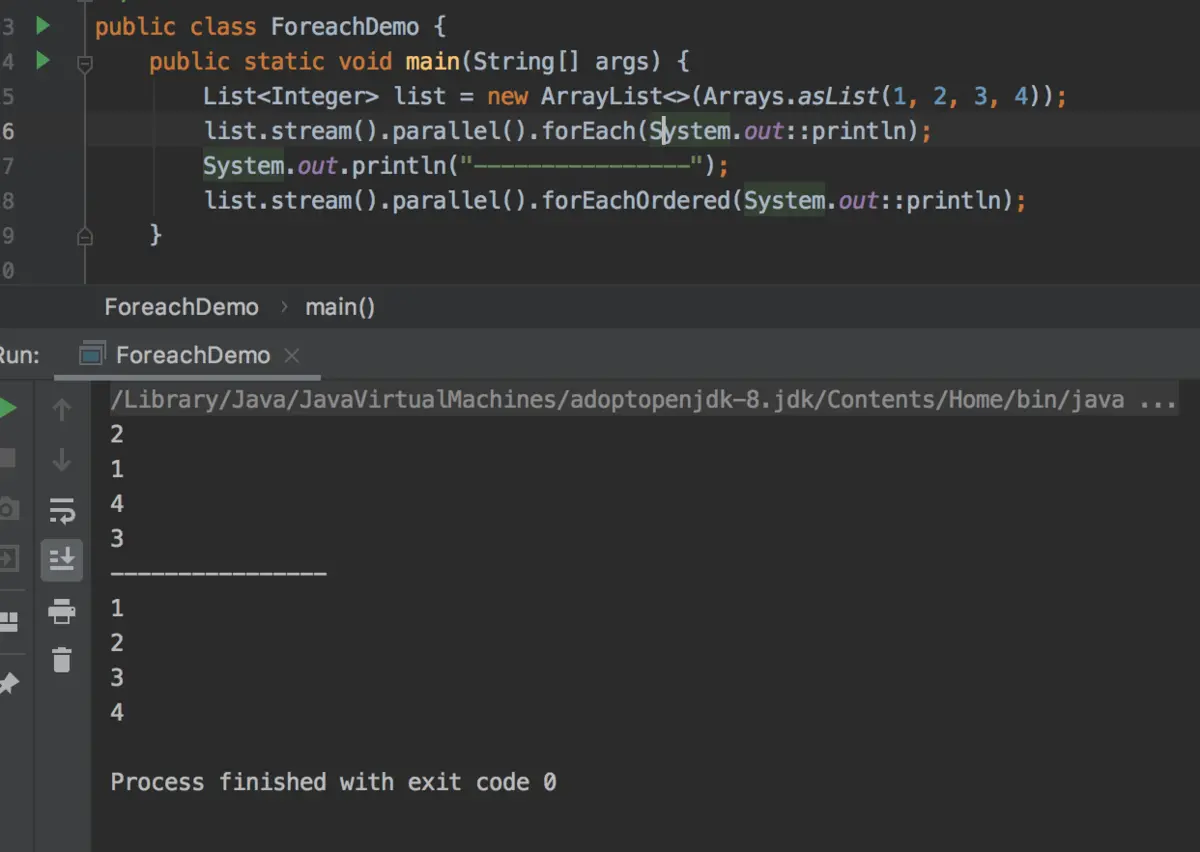 3 public class ForeachDemo {
4 public static void main(String[] args) {
5 List<Integer> list = new ArrayList<>(Arrays.asList(1, 2, 3, 4));
6 list.stream().parallel().forEach(System.out::println);
7 System.out.println("————————————————");
8 list.stream().parallel().forEachOrdered(System.out::println);
9 }
0
ForeachDemo › main()
Run: ForeachDemo ×
/Library/Java/JavaVirtualMachines/adoptopenjdk-8.jdk/Contents/Home/bin/java ...
2
1
4
3
————————————————
1
2
3
4
Process finished with exit code 0